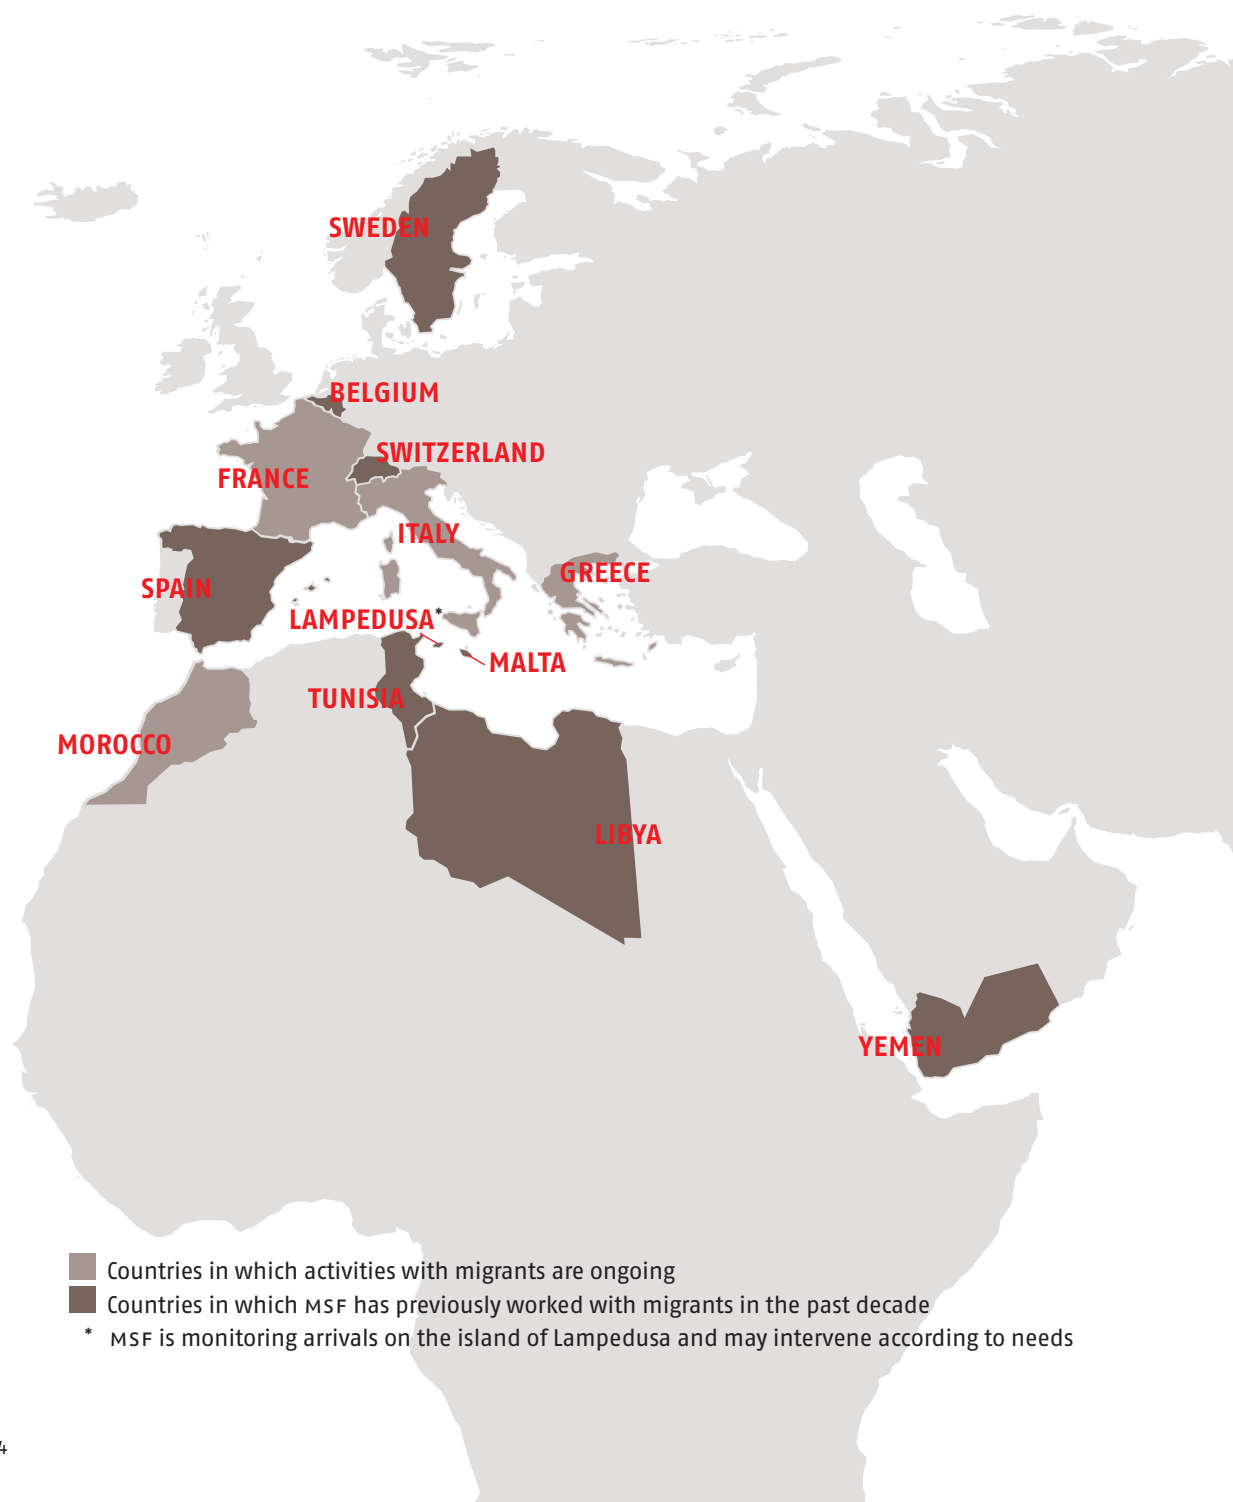 SWEDEN
BELGIUM
SWITZERLAND
FRANCE
ITALY
GREECE
SPAIN
LAMPEDUSA*
MALTA
TUNISIA
MOROCCO
LIBYA
YEMEN
Countries in which activities with migrants are ongoing
Countries in which MSF has previously worked with migrants in the past decade
* MSF is monitoring arrivals on the island of Lampedusa and may intervene according to needs
4